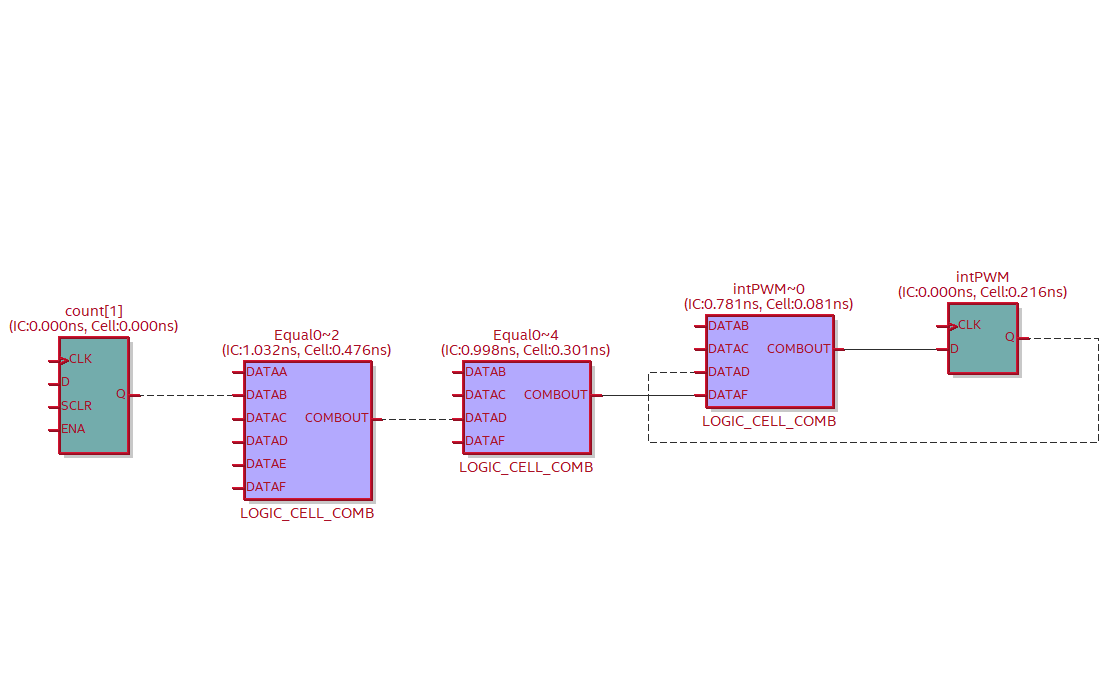 count[1]
(IC:0.000ns, Cell:0.000ns)
CLK
D
SCLR
ENA
Q
Equal0~2
(IC:1.032ns, Cell:0.476ns)
DATAA
DATAB
DATAC
DATAD
DATAE
DATAF
COMBOUT
LOGIC_CELL_COMB
Equal0~4
(IC:0.998ns, Cell:0.301ns)
DATAB
DATAC
DATAD
DATAF
COMBOUT
LOGIC_CELL_COMB
intPWM~0
(IC:0.781ns, Cell:0.081ns)
DATAB
DATAC
DATAD
DATAF
COMBOUT
LOGIC_CELL_COMB
intPWM
(IC:0.000ns, Cell:0.216ns)
CLK
D
Q